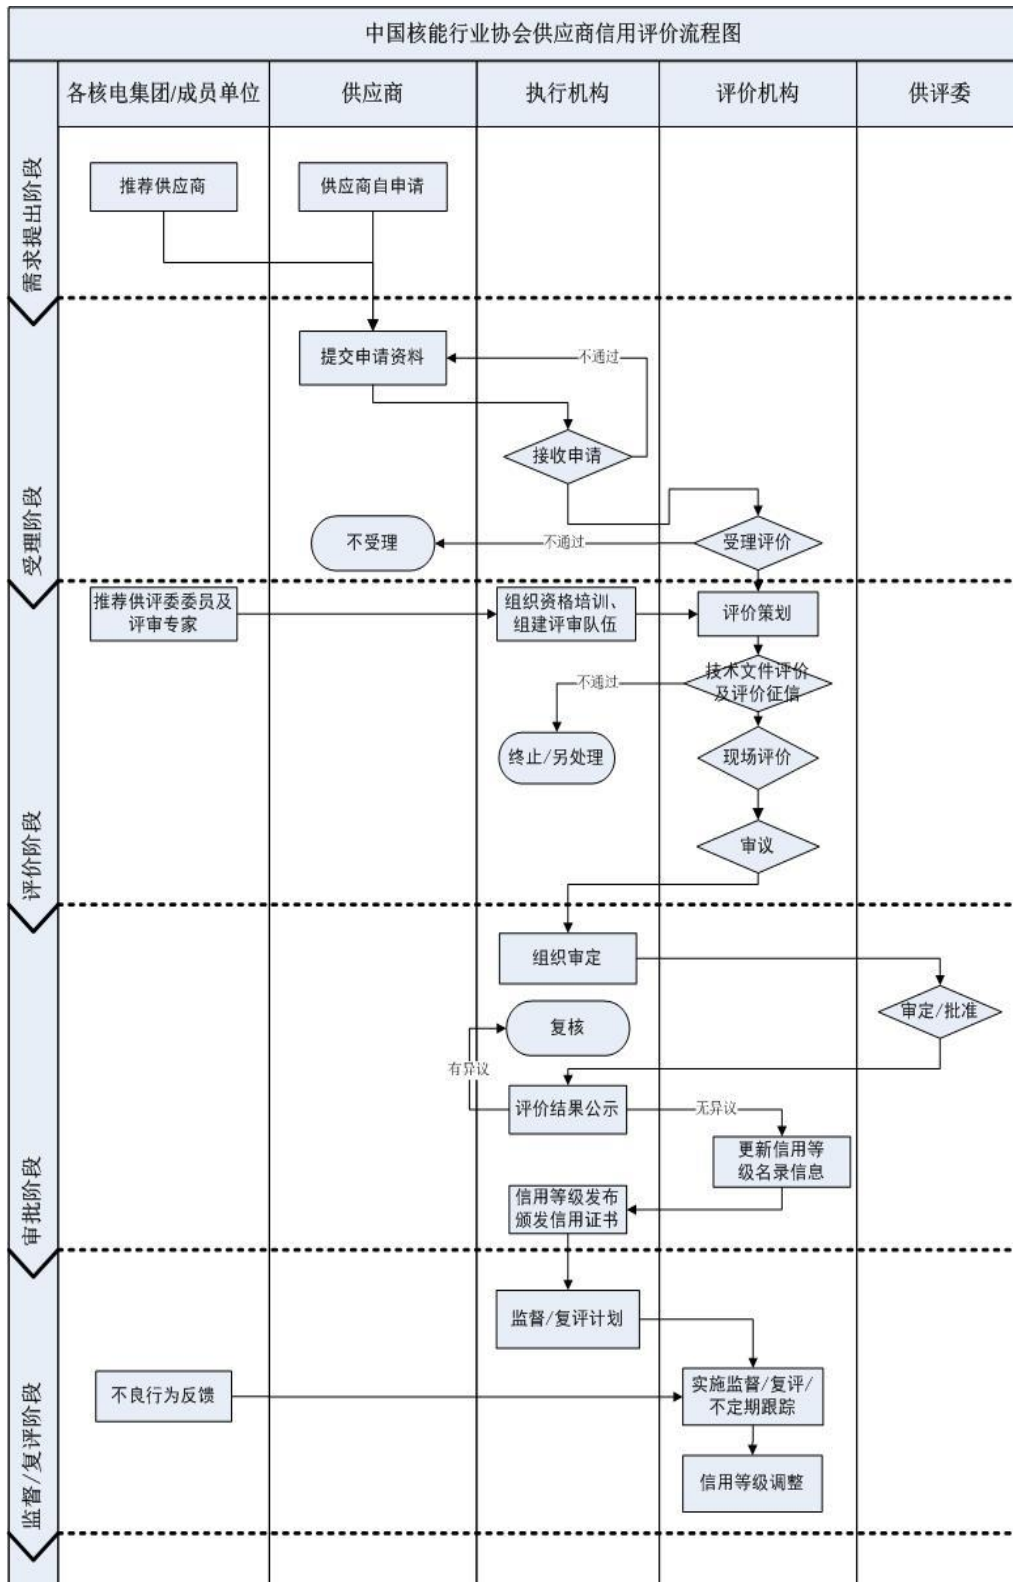 中国核能行业协会供应商信用评价流程图
各核电集团/成员单位
供应商
执行机构
评价机构
供评委
需求提出阶段
推荐供应商
供应商自申请
受理阶段
提交申请资料
不通过
接收申请
不受理
不通过
受理评价
评价阶段
推荐供评委委员及
评审专家
组织资格培训、
组建评审队伍
评价策划
不通过
技术文件评价
及评价征信
终止/另处理
现场评价
审议
审批阶段
组织审定
审定/批准
复核
有异议
评价结果公示
无异议
更新信用等
级名录信息
信用等级发布
颁发信用证书
监督/复评阶段
监督/复评计划
不良行为反馈
实施监督/复评/
不定期跟踪
信用等级调整